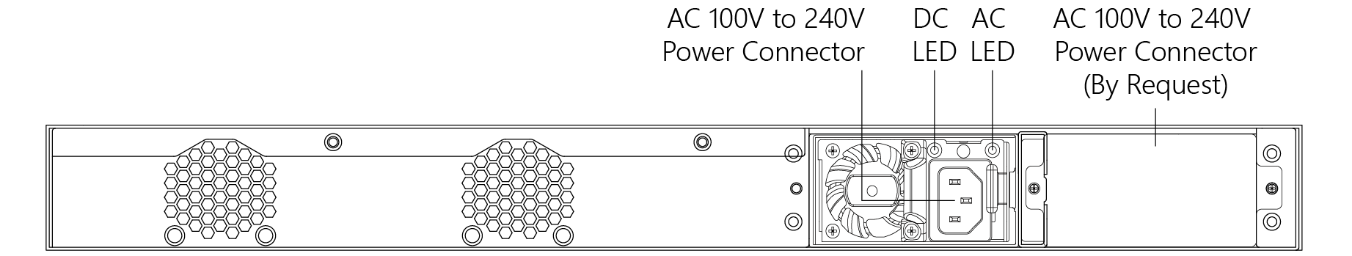 AC 100V to 240V
Power Connector
DC
LED
AC
LED
AC 100V to 240V
Power Connector
(By Request)